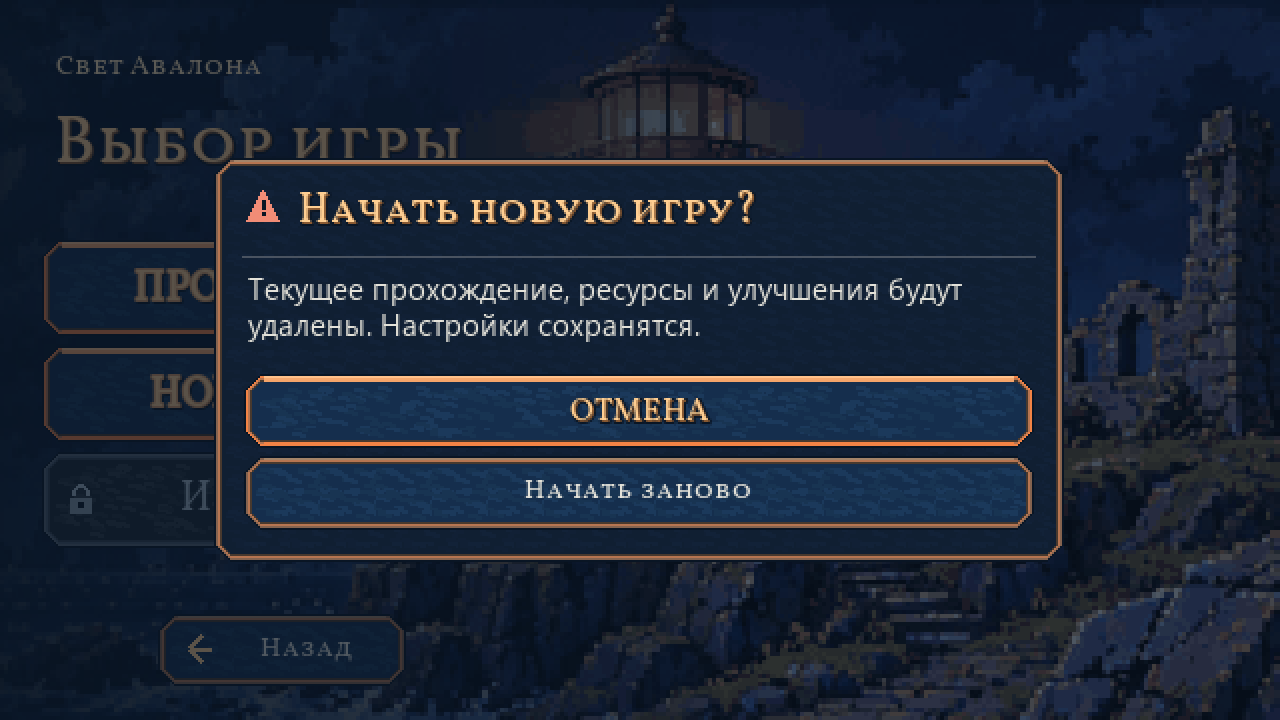 Свет Авалона
Выбор игры
Начать новую игру?
Текущее прохождение, ресурсы и улучшения будут
удалены. Настройки сохранятся.
ОТМЕНА
Начать заново
Назад